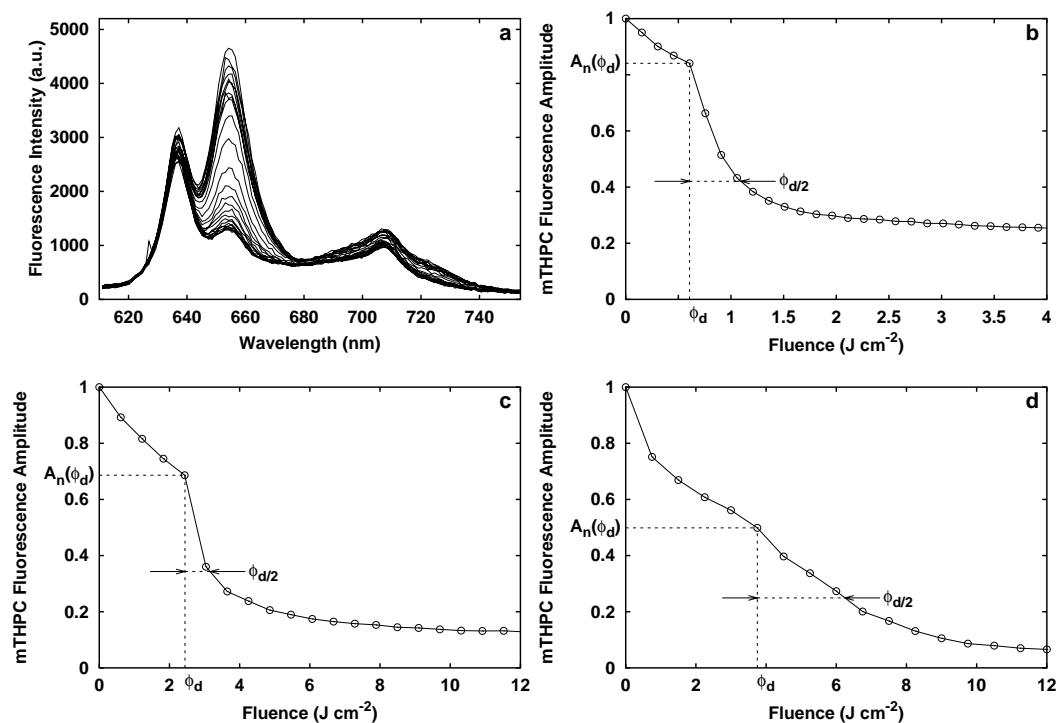 a
Fluorescence Intensity (a.u.)
5000
4000
3000
2000
1000
0
620 640 660 680 700 720 740
Wavelength (nm)
b
mTHPC Fluorescence Amplitude
1
Aₙ(ϕd)
0.8
0.6
0.4
0.2
0
ϕd/2
0 ϕd 1 1.5 2 2.5 3 3.5 4
Fluence (J cm⁻²)
c
mTHPC Fluorescence Amplitude
1
0.8
Aₙ(ϕd)
0.6
0.4
0.2
0
ϕd/2
0 ϕd 4 6 8 10 12
Fluence (J cm⁻²)
d
mTHPC Fluorescence Amplitude
1
0.8
0.6
Aₙ(ϕd)
0.4
0.2
0
ϕd/2
0 2 ϕd 6 8 10 12
Fluence (J cm⁻²)